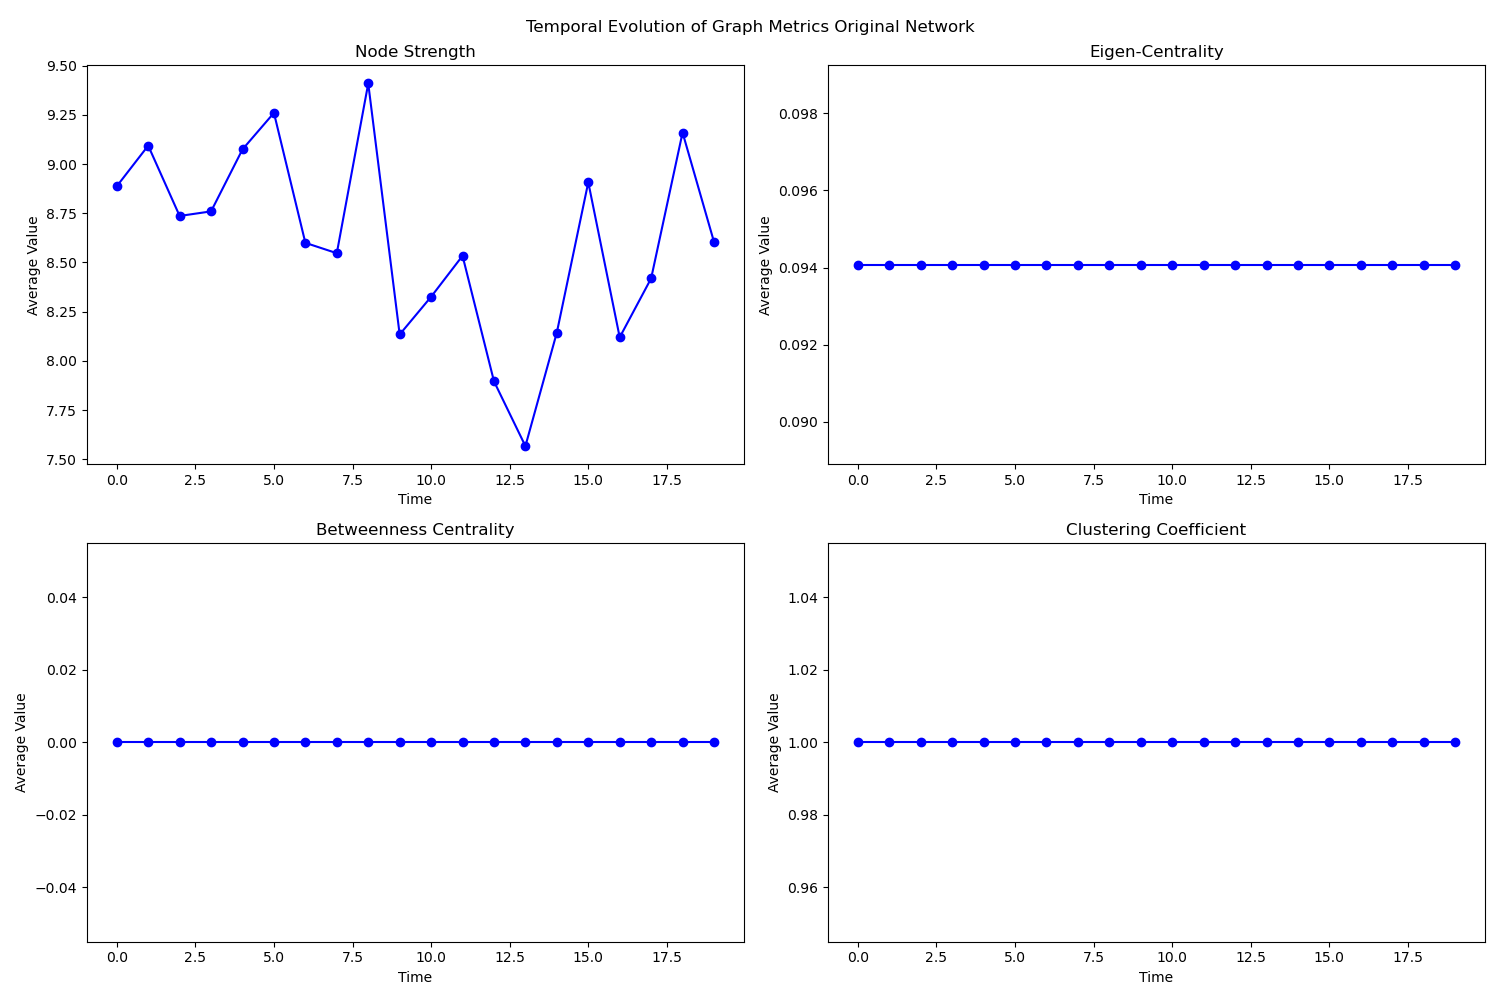 Temporal Evolution of Graph Metrics Original Network
Node Strength
Average Value
9.50
9.25
9.00
8.75
8.50
8.25
8.00
7.75
7.50
0.0 2.5 5.0 7.5 10.0 12.5 15.0 17.5
Time
Eigen-Centrality
Average Value
0.098
0.096
0.094
0.092
0.090
0.0 2.5 5.0 7.5 10.0 12.5 15.0 17.5
Time
Betweenness Centrality
Average Value
0.04
0.02
0.00
−0.02
−0.04
0.0 2.5 5.0 7.5 10.0 12.5 15.0 17.5
Time
Clustering Coefficient
Average Value
1.04
1.02
1.00
0.98
0.96
0.0 2.5 5.0 7.5 10.0 12.5 15.0 17.5
Time